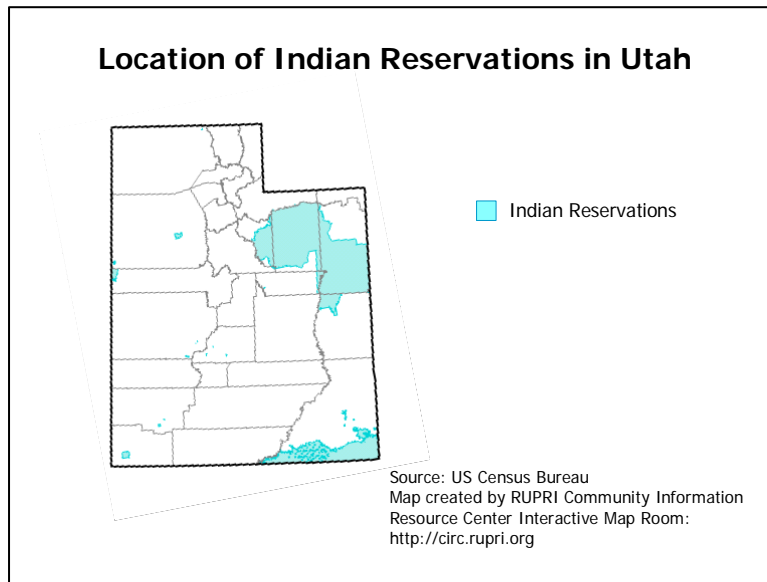 Location of Indian Reservations in Utah
Indian Reservations
Source: US Census Bureau
Map created by RUPRI Community Information
Resource Center Interactive Map Room:
http://circ.rupri.org